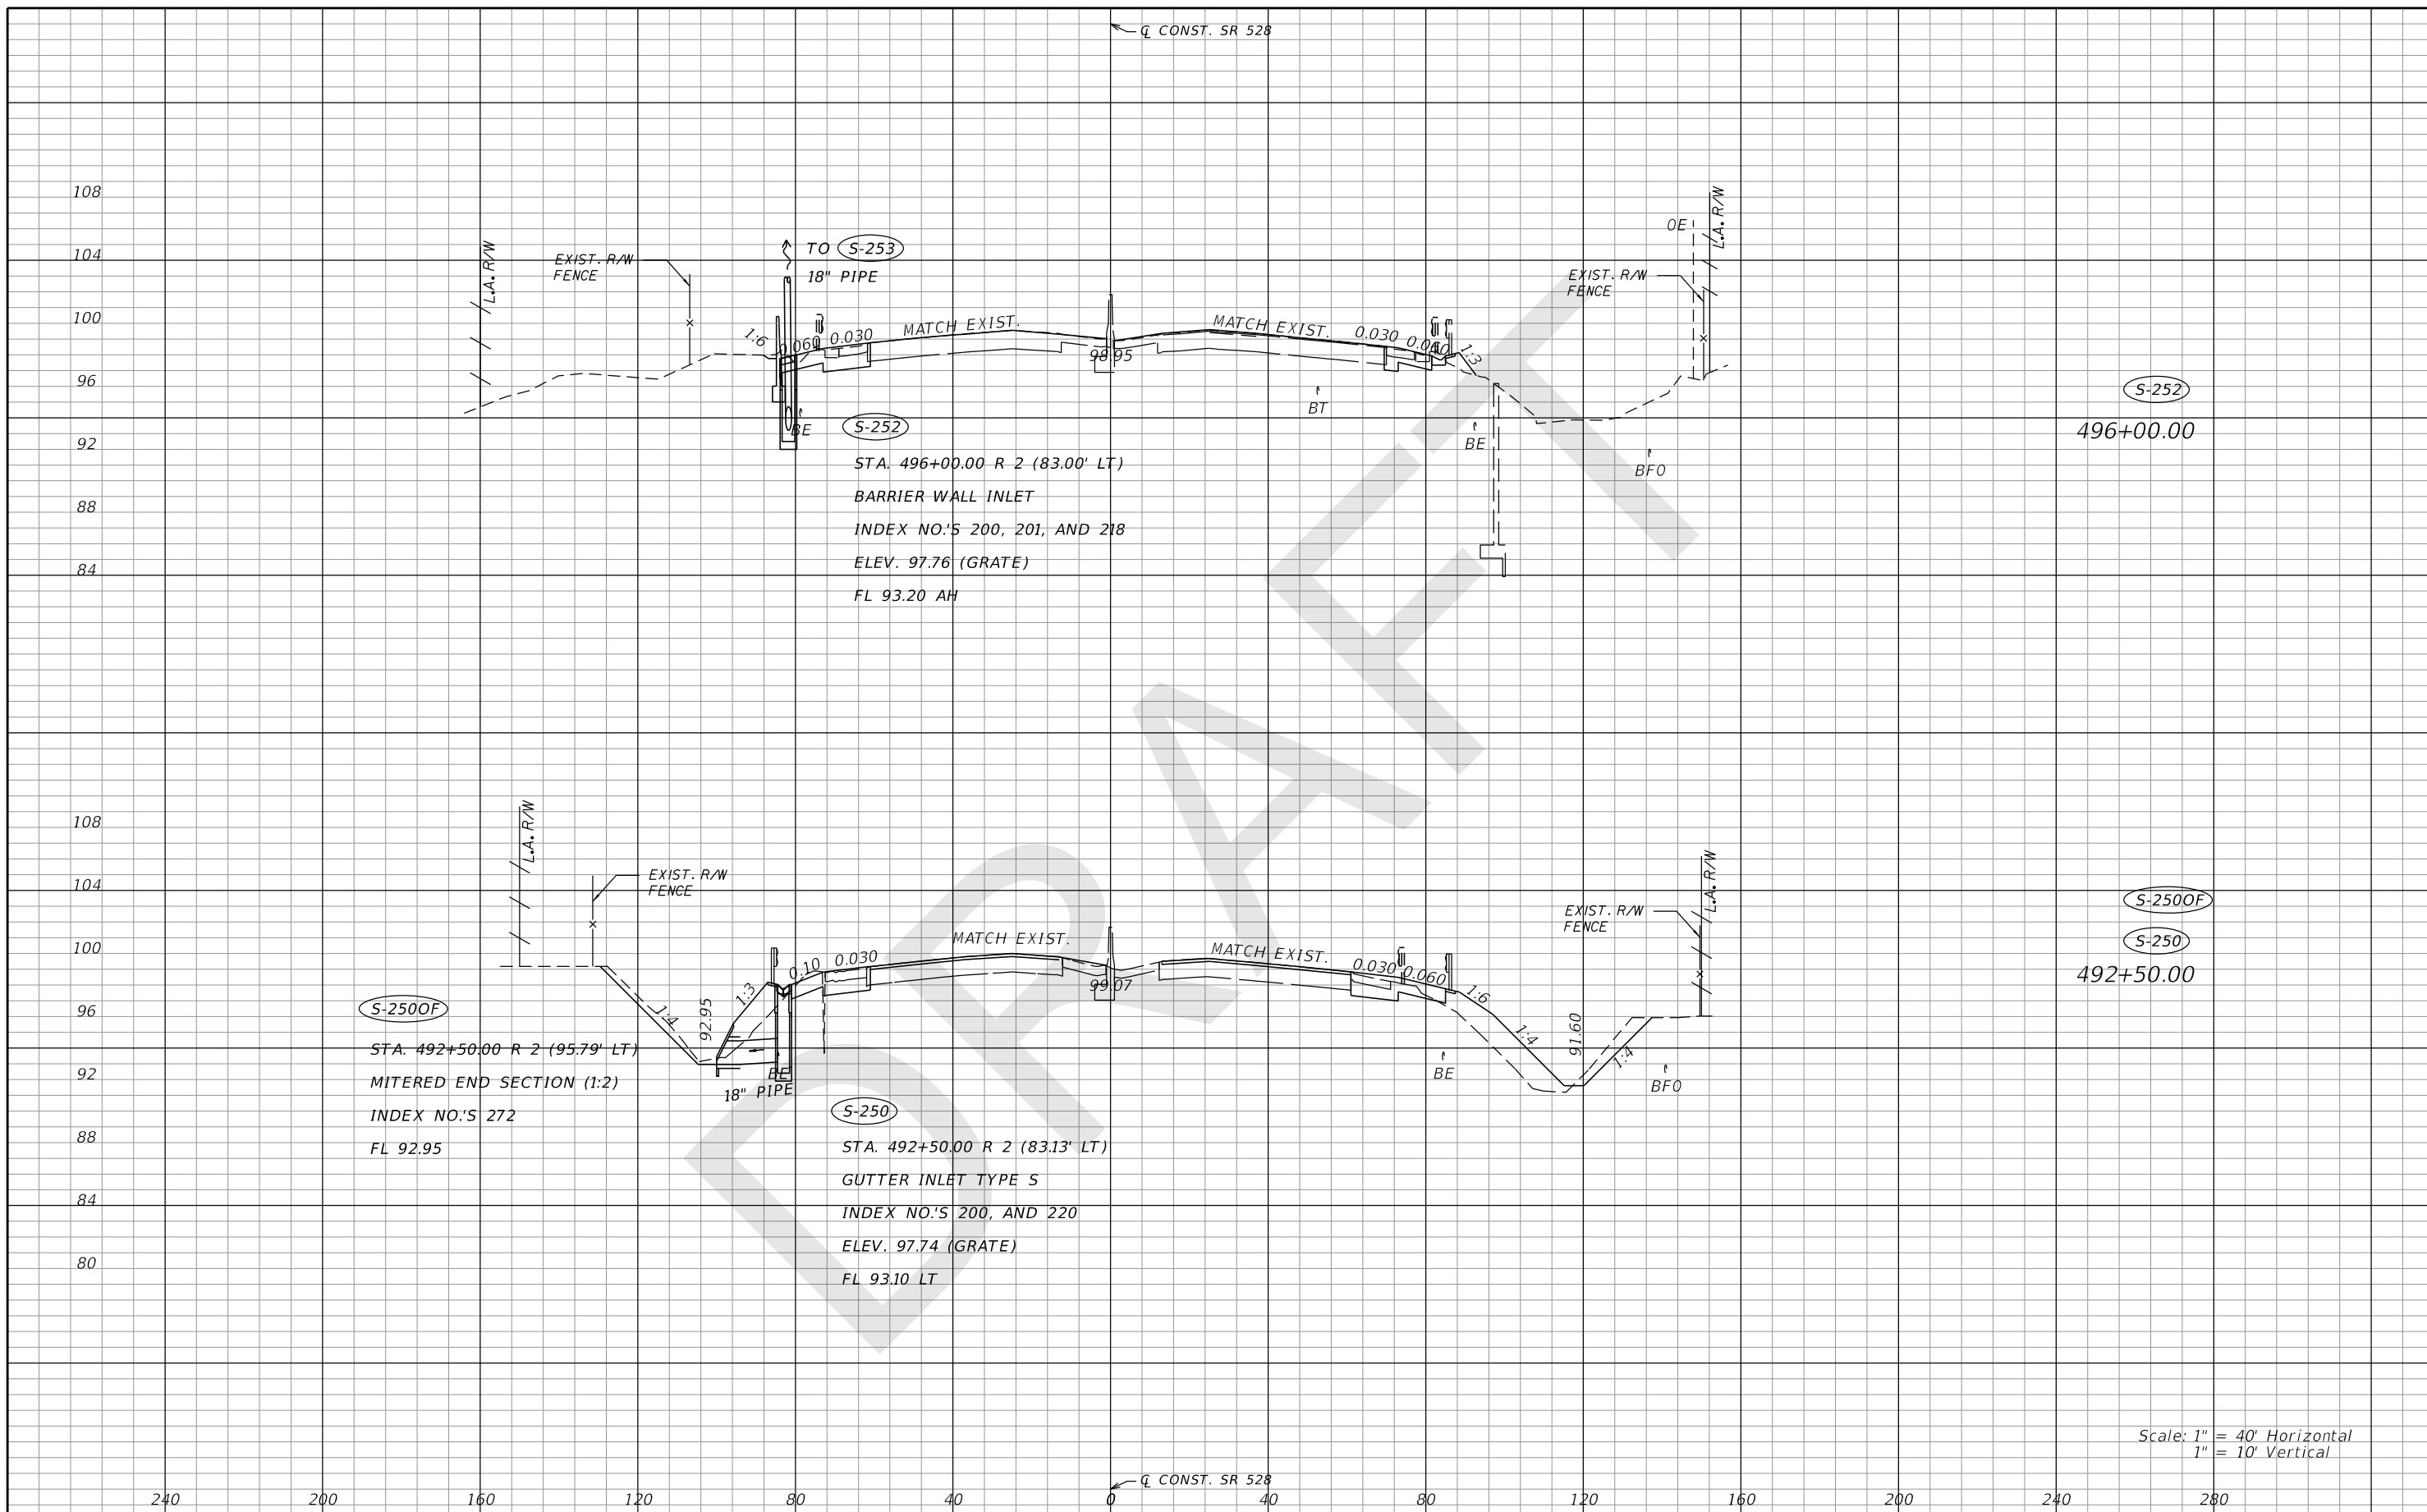 ℄ CONST. SR 528
108
104
100
96
92
88
84
L.A. R/W
EXIST. R/W
FENCE
TO S-253
18" PIPE
1:6
0.060
0.030
MATCH EXIST.
98.95
MATCH EXIST.
0.030
0.060
1:3
BE
BT
BE
BFO
OE
L.A. R/W
EXIST. R/W
FENCE
S-252
STA. 496+00.00 R 2 (83.00' LT)
BARRIER WALL INLET
INDEX NO.'S 200, 201, AND 218
ELEV. 97.76 (GRATE)
FL 93.20 AH
S-252
496+00.00
108
104
100
96
92
88
84
80
L.A. R/W
EXIST. R/W
FENCE
1:4
92.95
1:3
0.10
0.030
MATCH EXIST.
99.07
MATCH EXIST.
0.030
0.060
1:6
1:4
91.60
1:4
BE
18" PIPE
BE
BFO
EXIST. R/W
FENCE
L.A. R/W
S-250OF
STA. 492+50.00 R 2 (95.79' LT)
MITERED END SECTION (1:2)
INDEX NO.'S 272
FL 92.95
S-250
STA. 492+50.00 R 2 (83.13' LT)
GUTTER INLET TYPE S
INDEX NO.'S 200, AND 220
ELEV. 97.74 (GRATE)
FL 93.10 LT
S-250OF
S-250
492+50.00
DRAFT
Scale: 1" = 40' Horizontal
1" = 10' Vertical
℄ CONST. SR 528
240 200 160 120 80 40 0 40 80 120 160 200 240 280